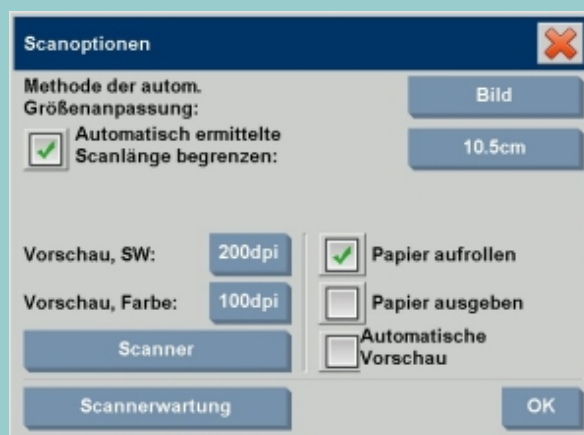 Scanoptionen
Methode der autom.
Größenanpassung:
Bild
Automatisch ermittelte
Scanlänge begrenzen:
10.5cm
Vorschau, SW:
200dpi
Papier aufrollen
Vorschau, Farbe:
100dpi
Papier ausgeben
Scanner
Automatische
Vorschau
Scannerwartung
OK